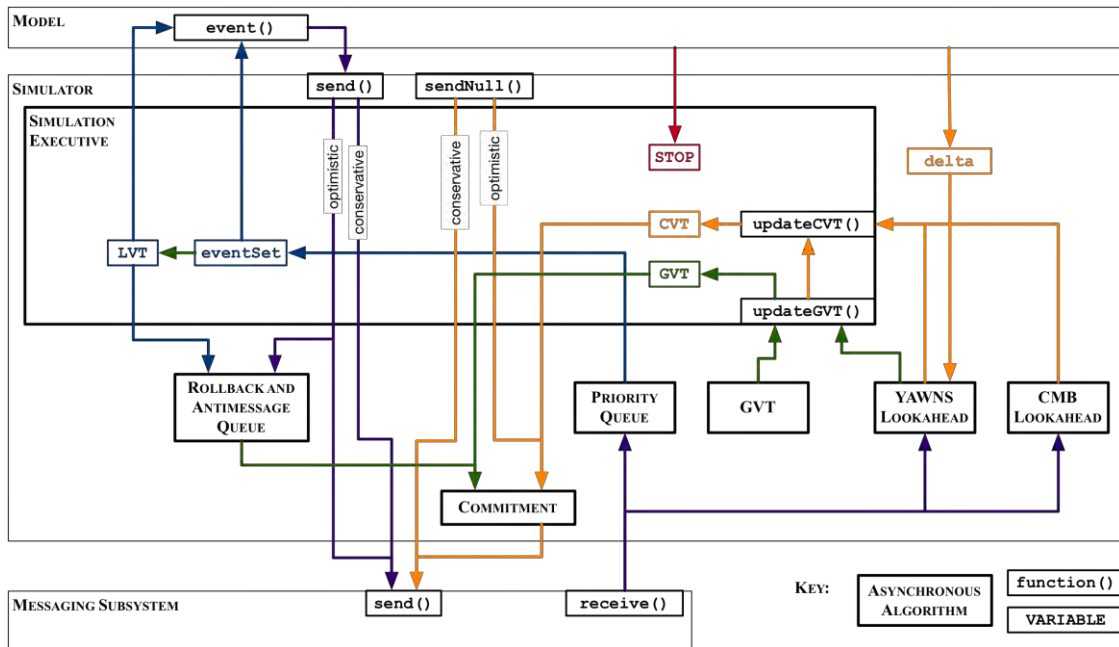 MODEL
event()
SIMULATOR
send()
sendNull()
SIMULATION
EXECUTIVE
optimistic
conservative
conservative
optimistic
STOP
delta
CVT
updateCVT()
LVT
eventSet
GVT
updateGVT()
ROLLBACK AND
ANTIMESSAGE
QUEUE
PRIORITY
QUEUE
GVT
YAWNS
LOOKAHEAD
CMB
LOOKAHEAD
COMMITMENT
MESSAGING SUBSYSTEM
send()
receive()
KEY:
ASYNCHRONOUS
ALGORITHM
function()
VARIABLE